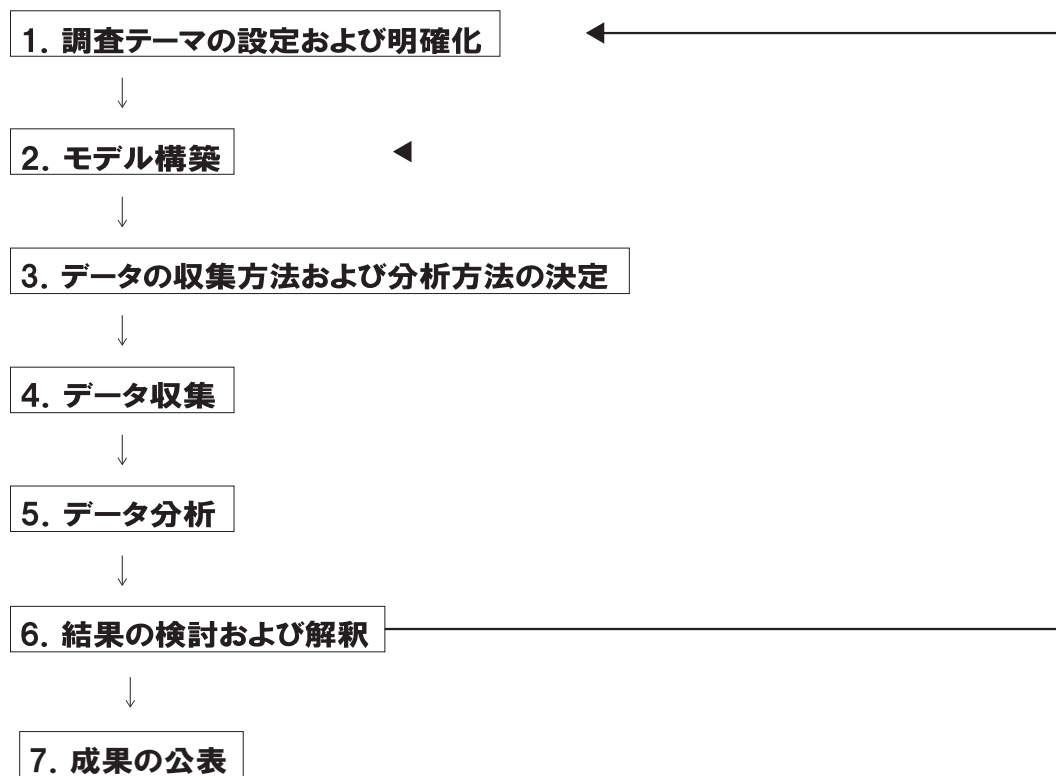 1. 調査テーマの設定および明確化
2. モデル構築
3. データの収集方法および分析方法の決定
4. データ収集
5. データ分析
6. 結果の検討および解釈
7. 成果の公表